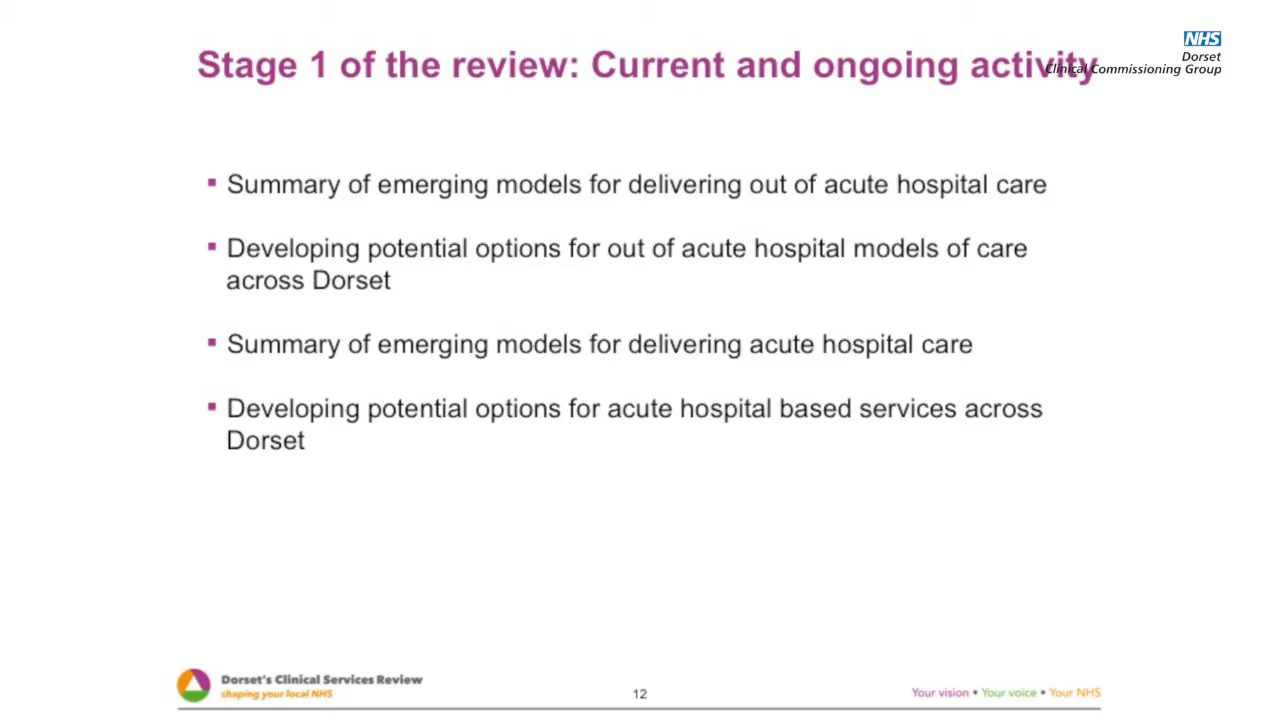 Stage 1 of the review: Current and ongoing activity
NHS
Dorset
Clinical Commissioning Group
▪ Summary of emerging models for delivering out of acute hospital care
▪ Developing potential options for out of acute hospital models of care
across Dorset
▪ Summary of emerging models for delivering acute hospital care
▪ Developing potential options for acute hospital based services across
Dorset
Dorset's Clinical Services Review
shaping your local NHS
12
Your vision • Your voice • Your NHS